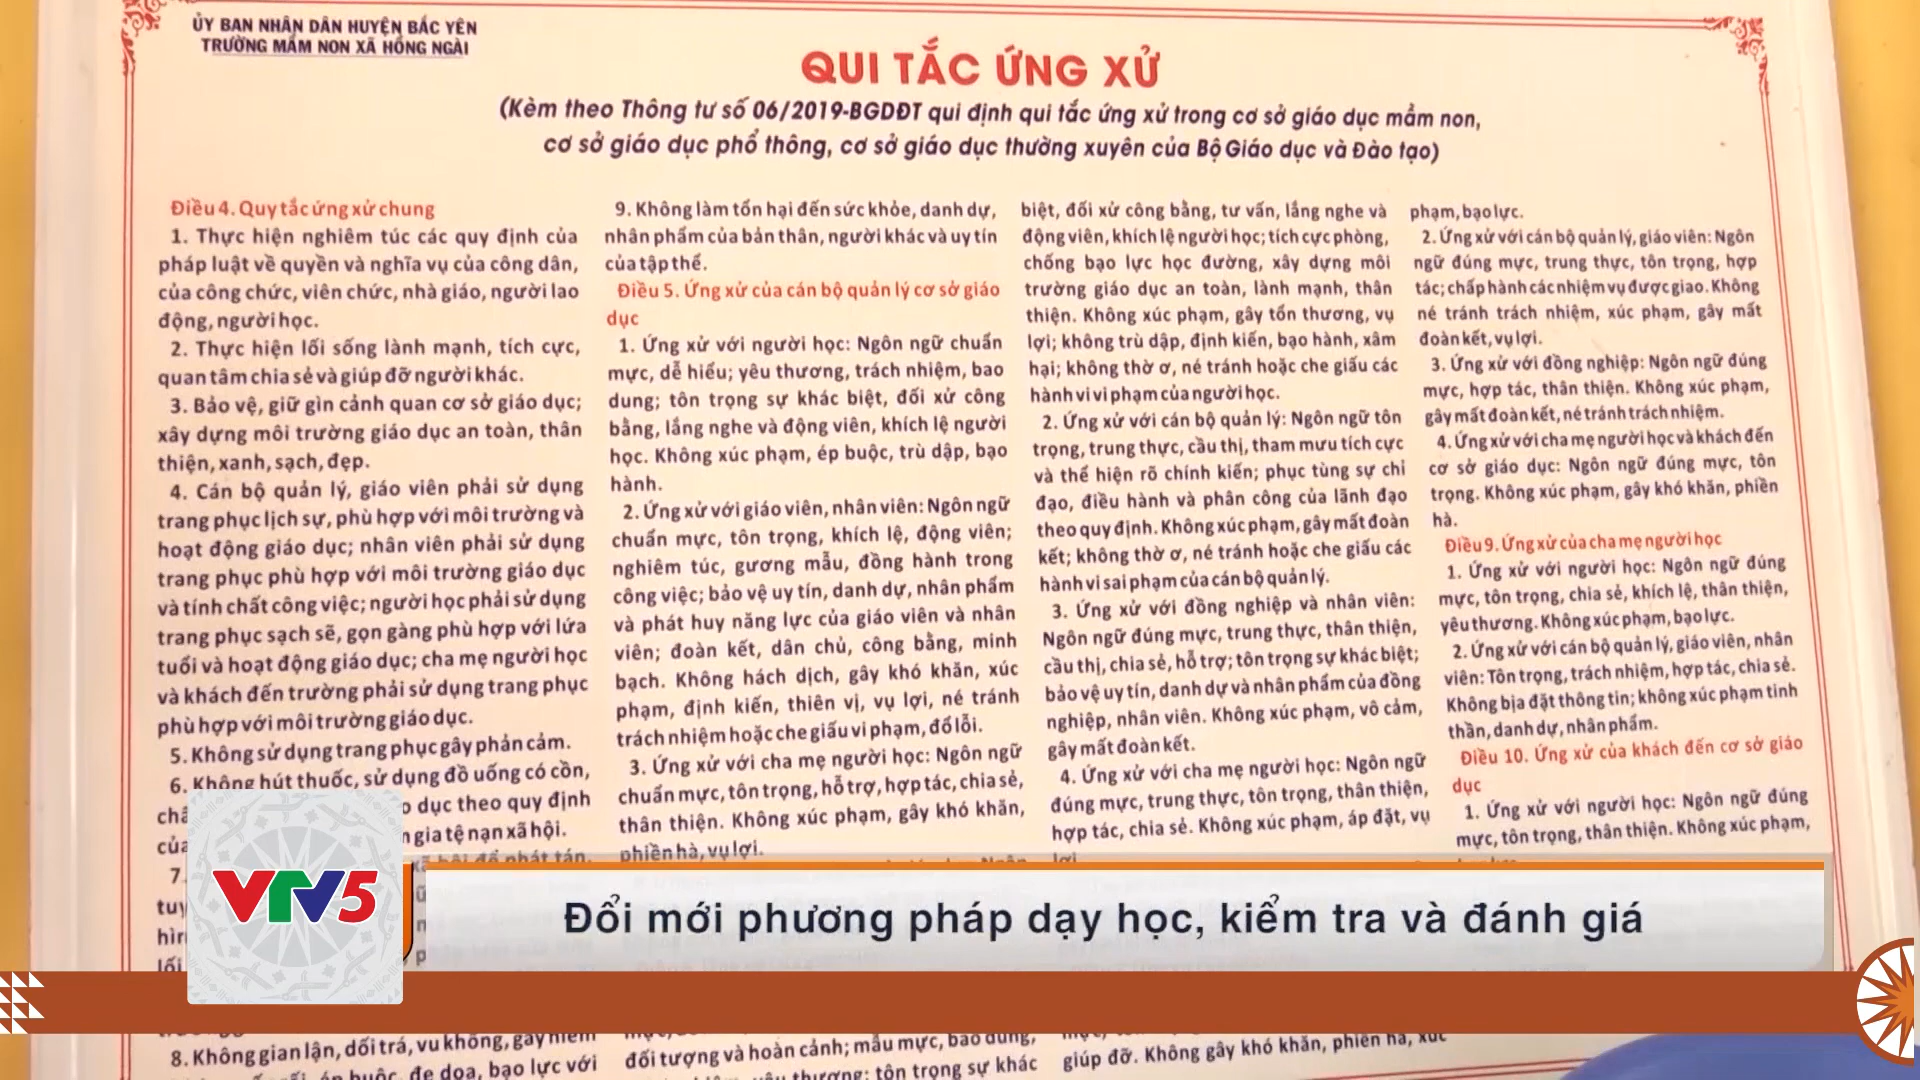 ỦY BAN NHÂN DÂN HUYỆN BẮC YÊN
TRƯỜNG MẦM NON XÃ HỒNG NGÀI
QUI TẮC ỨNG XỬ
(Kèm theo Thông tư số 06/2019-BGDĐT qui định qui tắc ứng xử trong cơ sở giáo dục mầm non,
cơ sở giáo dục phổ thông, cơ sở giáo dục thường xuyên của Bộ Giáo dục và Đào tạo)
Điều 4. Quy tắc ứng xử chung
1. Thực hiện nghiêm túc các quy định của
pháp luật về quyền và nghĩa vụ của công dân,
của công chức, viên chức, nhà giáo, người lao
động, người học.
2. Thực hiện lối sống lành mạnh, tích cực,
quan tâm chia sẻ và giúp đỡ người khác.
3. Bảo vệ, giữ gìn cảnh quan cơ sở giáo dục;
xây dựng môi trường giáo dục an toàn, thân
thiện, xanh, sạch, đẹp.
4. Cán bộ quản lý, giáo viên phải sử dụng
trang phục lịch sự, phù hợp với môi trường và
hoạt động giáo dục; nhân viên phải sử dụng
trang phục phù hợp với môi trường giáo dục
và tính chất công việc; người học phải sử dụng
trang phục sạch sẽ, gọn gàng phù hợp với lứa
tuổi và hoạt động giáo dục; cha mẹ người học
và khách đến trường phải sử dụng trang phục
phù hợp với môi trường giáo dục.
5. Không sử dụng trang phục gây phản cảm.
6. Không hút thuốc, sử dụng đồ uống có cồn,
dục theo quy định
của gia tệ nạn xã hội.
7.
8. Không gian lận, dối trá, vu khống, gây hiềm
đe dọa, bạo lực với
9. Không làm tổn hại đến sức khỏe, danh dự,
nhân phẩm của bản thân, người khác và uy tín
của tập thể.
Điều 5. Ứng xử của cán bộ quản lý cơ sở giáo
dục
1. Ứng xử với người học: Ngôn ngữ chuẩn
mực, dễ hiểu; yêu thương, trách nhiệm, bao
dung; tôn trọng sự khác biệt, đối xử công
bằng, lắng nghe và động viên, khích lệ người
học. Không xúc phạm, ép buộc, trù dập, bạo
hành.
2. Ứng xử với giáo viên, nhân viên: Ngôn ngữ
chuẩn mực, tôn trọng, khích lệ, động viên;
nghiêm túc, gương mẫu, đồng hành trong
công việc; bảo vệ uy tín, danh dự, nhân phẩm
và phát huy năng lực của giáo viên và nhân
viên; đoàn kết, dân chủ, công bằng, minh
bạch. Không hách dịch, gây khó khăn, xúc
phạm, định kiến, thiên vị, vụ lợi, né tránh
trách nhiệm hoặc che giấu vi phạm, đổ lỗi.
3. Ứng xử với cha mẹ người học: Ngôn ngữ
chuẩn mực, tôn trọng, hỗ trợ, hợp tác, chia sẻ,
thân thiện. Không xúc phạm, gây khó khăn,
phiền hà, vụ lợi.
đối tượng và hoàn cảnh; mẫu mực, bao dung,
thương; tôn trọng sự khác
biệt, đối xử công bằng, tư vấn, lắng nghe và
động viên, khích lệ người học; tích cực phòng,
chống bạo lực học đường, xây dựng môi
trường giáo dục an toàn, lành mạnh, thân
thiện. Không xúc phạm, gây tổn thương, vụ
lợi; không trù dập, định kiến, bạo hành, xâm
hại; không thờ ơ, né tránh hoặc che giấu các
hành vi vi phạm của người học.
2. Ứng xử với cán bộ quản lý: Ngôn ngữ tôn
trọng, trung thực, cầu thị, tham mưu tích cực
và thể hiện rõ chính kiến; phục tùng sự chỉ
đạo, điều hành và phân công của lãnh đạo
theo quy định. Không xúc phạm, gây mất đoàn
kết; không thờ ơ, né tránh hoặc che giấu các
hành vi sai phạm của cán bộ quản lý.
3. Ứng xử với đồng nghiệp và nhân viên:
Ngôn ngữ đúng mực, trung thực, thân thiện,
cầu thị, chia sẻ, hỗ trợ; tôn trọng sự khác biệt;
bảo vệ uy tín, danh dự và nhân phẩm của đồng
nghiệp, nhân viên. Không xúc phạm, vô cảm,
gây mất đoàn kết.
4. Ứng xử với cha mẹ người học: Ngôn ngữ
đúng mực, trung thực, tôn trọng, thân thiện,
hợp tác, chia sẻ. Không xúc phạm, áp đặt, vụ
lợi
giúp đỡ. Không gây khó khăn, phiền hà, xúc
phạm, bạo lực.
2. Ứng xử với cán bộ quản lý, giáo viên: Ngôn
ngữ đúng mực, trung thực, tôn trọng, hợp
tác; chấp hành các nhiệm vụ được giao. Không
né tránh trách nhiệm, xúc phạm, gây mất
đoàn kết, vụ lợi.
3. Ứng xử với đồng nghiệp: Ngôn ngữ đúng
mực, hợp tác, thân thiện. Không xúc phạm,
gây mất đoàn kết, né tránh trách nhiệm.
4. Ứng xử với cha mẹ người học và khách đến
cơ sở giáo dục: Ngôn ngữ đúng mực, tôn
trọng. Không xúc phạm, gây khó khăn, phiền
hà.
Điều 9. Ứng xử của cha mẹ người học
1. Ứng xử với người học: Ngôn ngữ đúng
mực, tôn trọng, chia sẻ, khích lệ, thân thiện,
yêu thương. Không xúc phạm, bạo lực.
2. Ứng xử với cán bộ quản lý, giáo viên, nhân
viên: Tôn trọng, trách nhiệm, hợp tác, chia sẻ.
Không bịa đặt thông tin; không xúc phạm tinh
thần, danh dự, nhân phẩm.
Điều 10. Ứng xử của khách đến cơ sở giáo
dục
1. Ứng xử với người học: Ngôn ngữ đúng
mực, tôn trọng, thân thiện. Không xúc phạm,
VTV5
Đổi mới phương pháp dạy học, kiểm tra và đánh giá